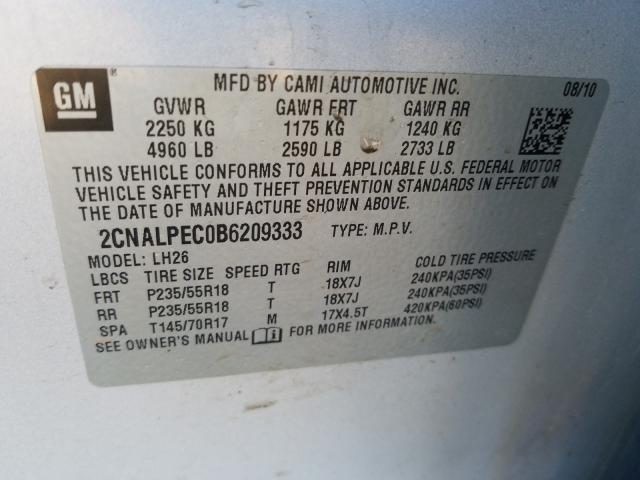 GM ®
MFD BY CAMI AUTOMOTIVE INC. 08/10
GVWR GAWR FRT GAWR RR
2250 KG 1175 KG 1240 KG
4960 LB 2590 LB 2733 LB
THIS VEHICLE CONFORMS TO ALL APPLICABLE U.S. FEDERAL MOTOR
VEHICLE SAFETY AND THEFT PREVENTION STANDARDS IN EFFECT ON
THE DATE OF MANUFACTURE SHOWN ABOVE.
2CNALPEC0B6209333 TYPE: M.P.V.
MODEL: LH26
LBCS TIRE SIZE SPEED RTG RIM COLD TIRE PRESSURE
FRT P235/55R18 T 18X7J 240KPA(35PSI)
RR P235/55R18 T 18X7J 240KPA(35PSI)
SPA T145/70R17 M 17X4.5T 420KPA(60PSI)
SEE OWNER'S MANUAL FOR MORE INFORMATION.